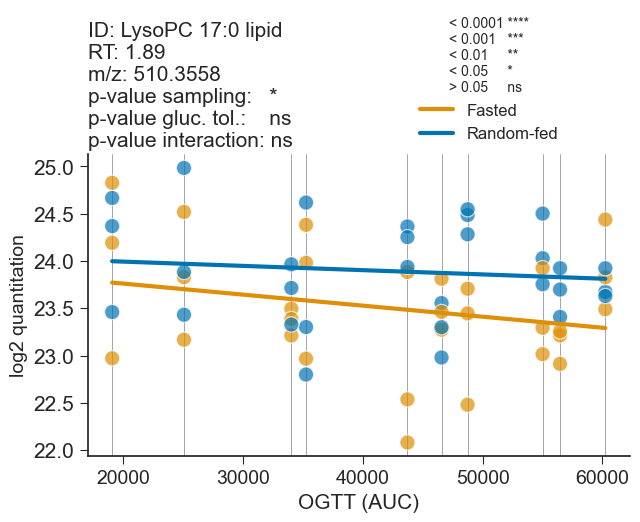 ID: LysoPC 17:0 lipid
RT: 1.89
m/z: 510.3558
p-value sampling: *
p-value gluc. tol.: ns
p-value interaction: ns
< 0.0001 ****
< 0.001 ***
< 0.01 **
< 0.05 *
> 0.05 ns
Fasted
Random-fed
log2 quantitation
25.0
24.5
24.0
23.5
23.0
22.5
22.0
20000 30000 40000 50000 60000
OGTT (AUC)